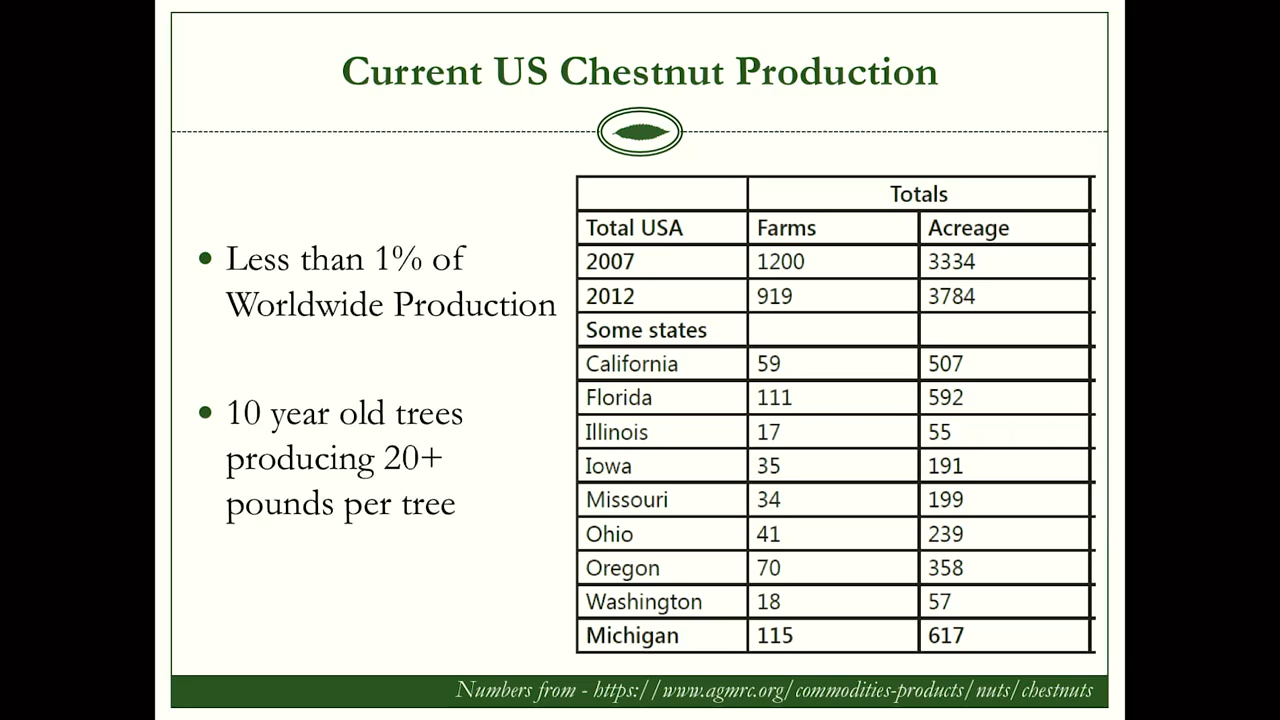 Current US Chestnut Production
• Less than 1% of
Worldwide Production
• 10 year old trees
producing 20+
pounds per tree
Totals
Total USA Farms Acreage
2007 1200 3334
2012 919 3784
Some states
California 59 507
Florida 111 592
Illinois 17 55
Iowa 35 191
Missouri 34 199
Ohio 41 239
Oregon 70 358
Washington 18 57
Michigan 115 617
Numbers from - https://www.agmrc.org/commodities-products/nuts/chestnuts